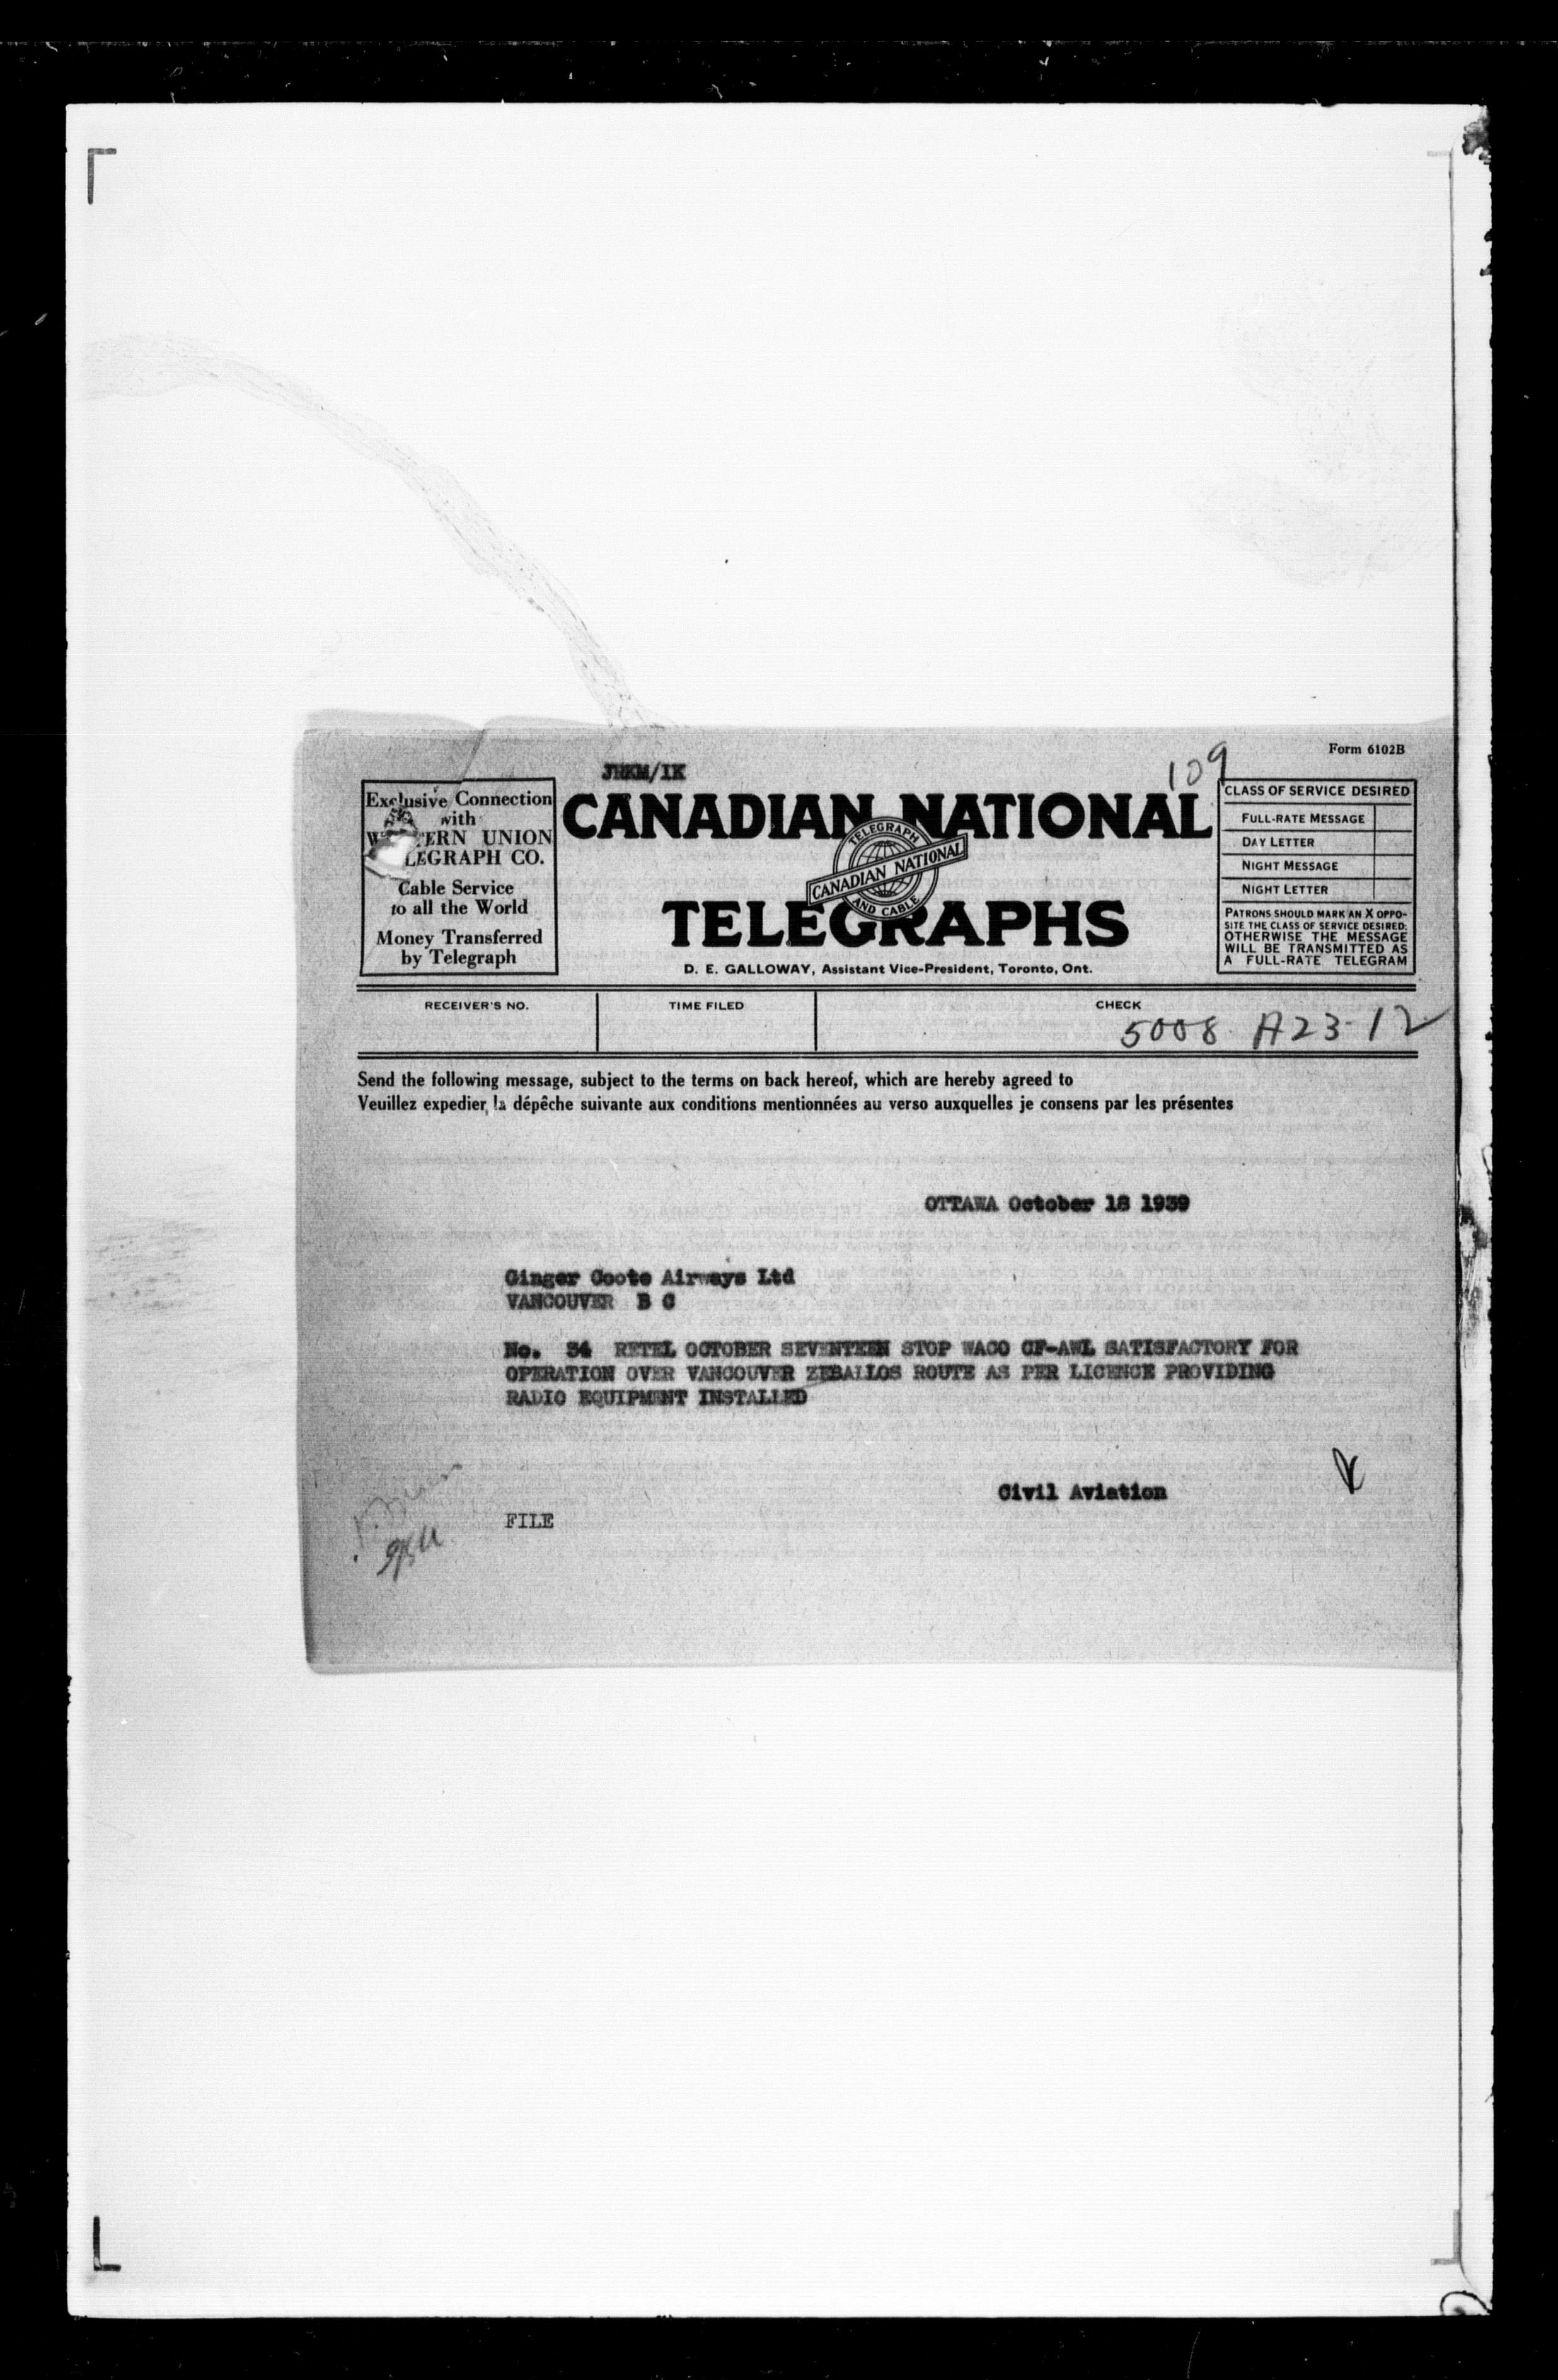 Form 6102B
109
JRKM/IK
Exclusive Connection
with
ERN UNION
LEGRAPH CO.
Cable Service
to all the World
Money Transferred
by Telegraph
CANADIAN NATIONAL
TELEGRAPH
CANADIAN NATIONAL
AND CABLE
TELEGRAPHS
D. E. GALLOWAY, Assistant Vice-President, Toronto, Ont.
CLASS OF SERVICE DESIRED
FULL-RATE MESSAGE
DAY LETTER
NIGHT MESSAGE
NIGHT LETTER
PATRONS SHOULD MARK AN X OPPO-
SITE THE CLASS OF SERVICE DESIRED:
OTHERWISE THE MESSAGE
WILL BE TRANSMITTED AS
A FULL-RATE TELEGRAM
RECEIVER'S NO.
TIME FILED
CHECK
5008 A23-12
Send the following message, subject to the terms on back hereof, which are hereby agreed to
Veuillez expedier la dépêche suivante aux conditions mentionnées au verso auxquelles je consens par les présentes
OTTAWA October 18 1939
Ginger Coote Airways Ltd
VANCOUVER B C
No. 34 RETEL OCTOBER SEVENTEEN STOP WACO CF-AWL SATISFACTORY FOR
OPERATION OVER VANCOUVER ZEBALLOS ROUTE AS PER LICENCE PROVIDING
RADIO EQUIPMENT INSTALLED
Civil Aviation
FILE